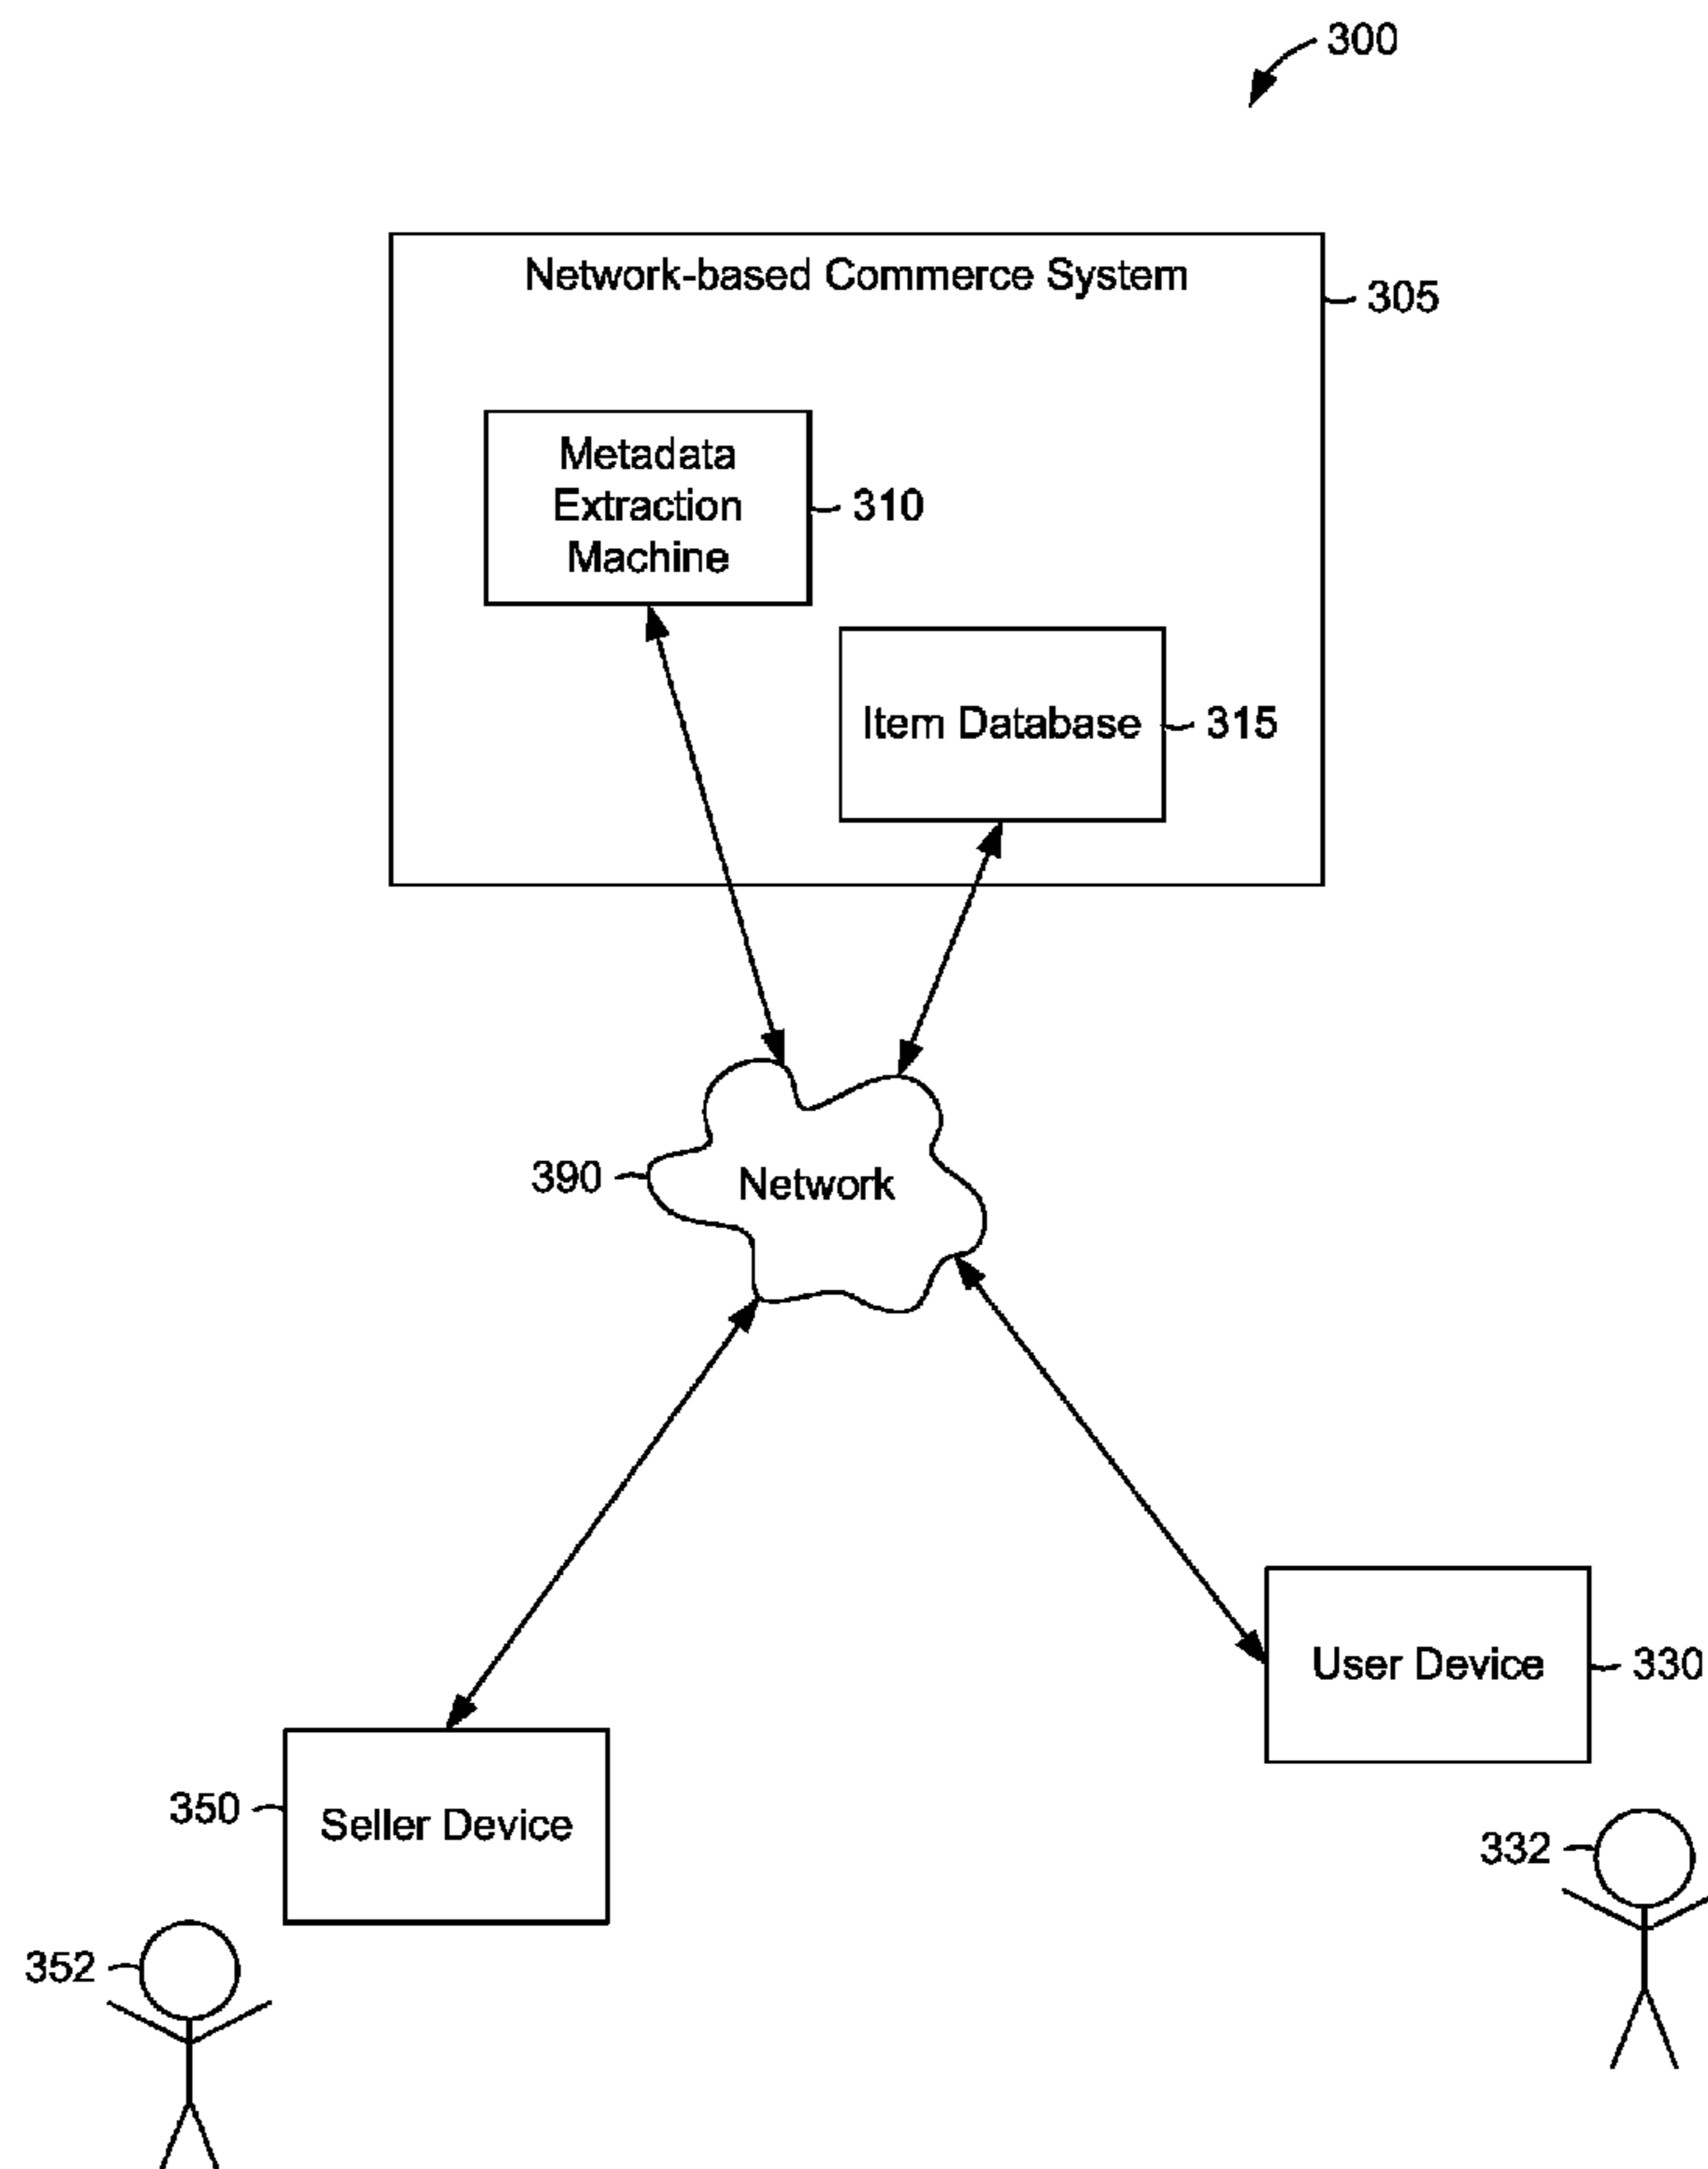 300
Network-based Commerce System
305
Metadata
Extraction
Machine
310
Item Database
315
390
Network
User Device
330
350
Seller Device
332
352